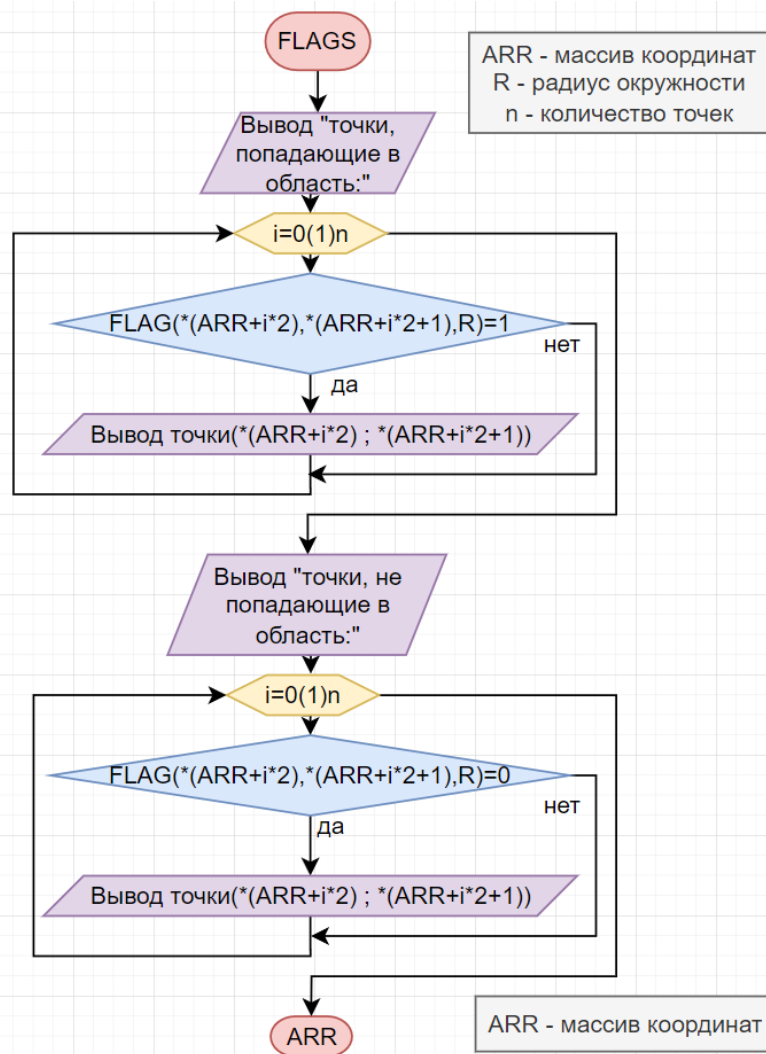 FLAGS
ARR - массив координат
R - радиус окружности
n - количество точек
Вывод "точки,
попадающие в
область:"
i=0(1)n
FLAG(*(ARR+i*2),*(ARR+i*2+1),R)=1
нет
да
Вывод точки(*(ARR+i*2) ; *(ARR+i*2+1))
Вывод "точки, не
попадающие в
область:"
i=0(1)n
FLAG(*(ARR+i*2),*(ARR+i*2+1),R)=0
нет
да
Вывод точки(*(ARR+i*2) ; *(ARR+i*2+1))
ARR
ARR - массив координат